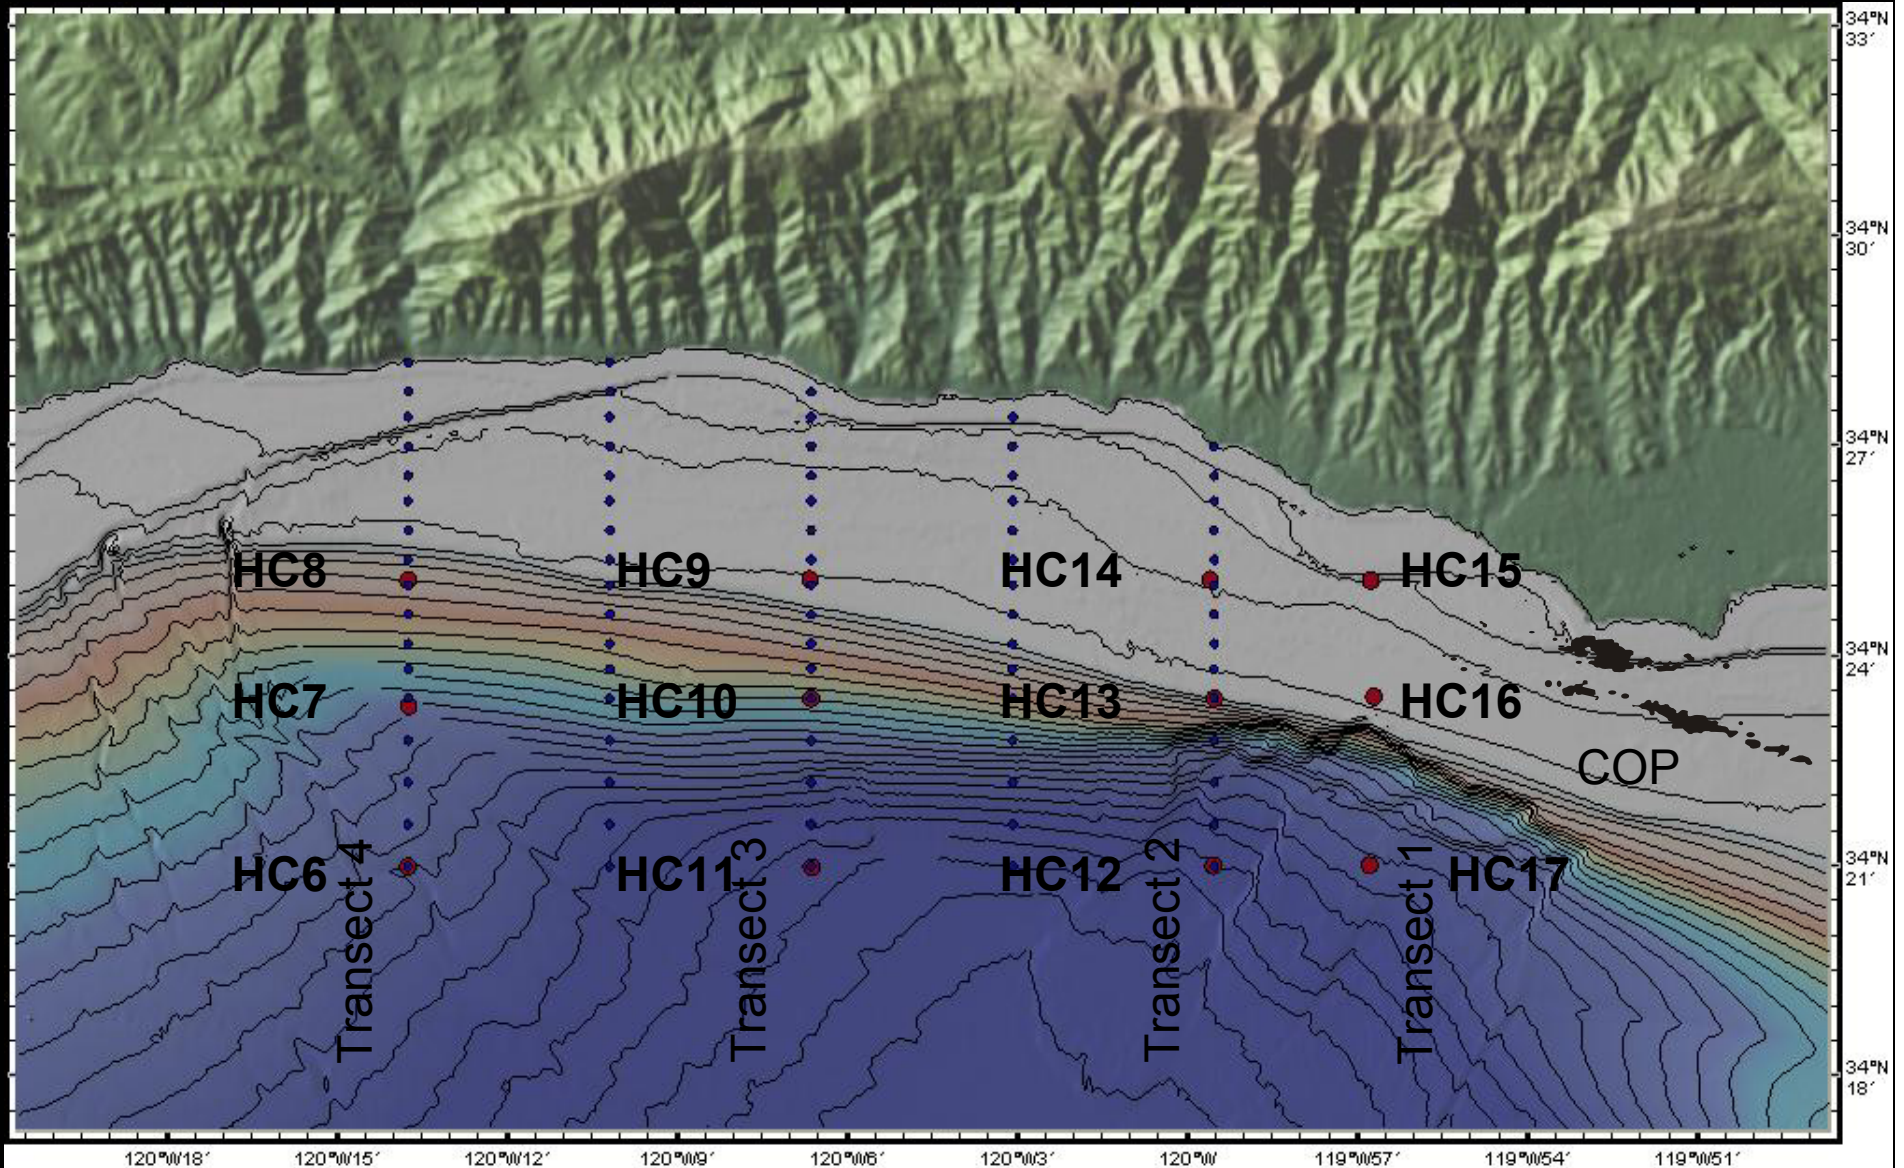 34°N
33′
34°N
30′
34°N
27′
HC8
HC9
HC14
HC15
34°N
24′
HC7
HC10
HC13
HC16
COP
HC6
HC11
HC12
HC17
34°N
21′
Transect 4
Transect 3
Transect 2
Transect 1
34°N
18′
120°W18′
120°W15′
120°W12′
120°W9′
120°W6′
120°W3′
120°W
119°W57′
119°W54′
119°W51′